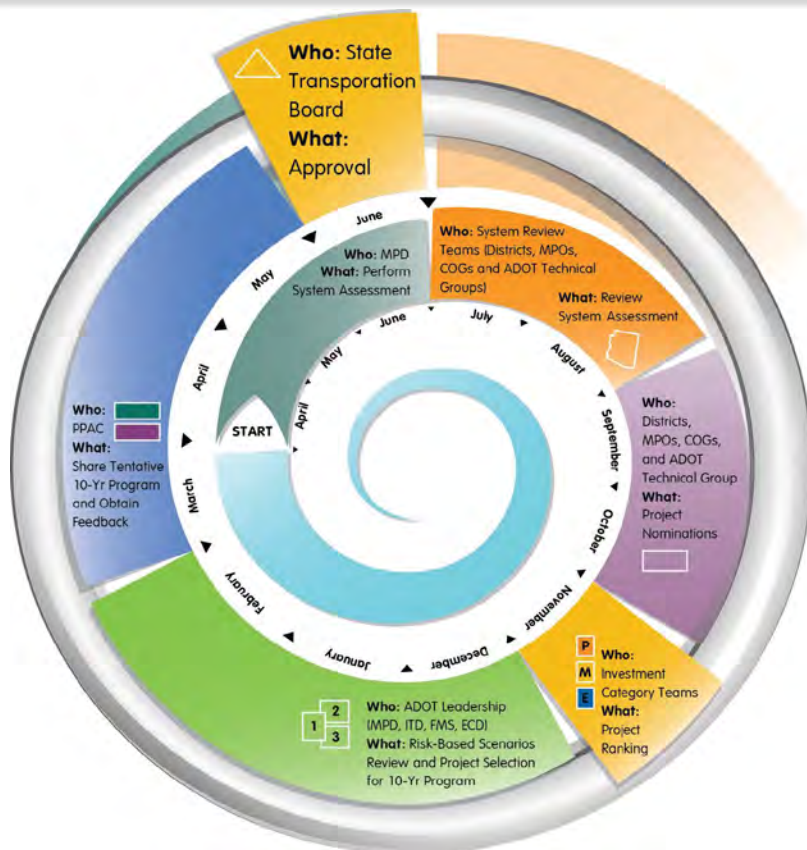 Who: State
Transporation
Board
What:
Approval
Who: MPD
What: Perform
System Assessment
Who: System Review
Teams (Districts, MPOs,
COGs and ADOT Technical
Groups)
What: Review
System Assessment
Who:
Districts,
MPOs, COGs,
and ADOT
Technical Group
What:
Project
Nominations
P
M
E
Who:
Investment
Category Teams
What:
Project
Ranking
1
2
3
Who: ADOT Leadership
(MPD, ITD, FMS, ECD)
What: Risk-Based Scenarios
Review and Project Selection
for 10-Yr Program
Who:
PPAC
What:
Share Tentative
10-Yr Program
and Obtain
Feedback
START
April
May
June
July
August
September
October
November
December
January
February
March
April
May
June